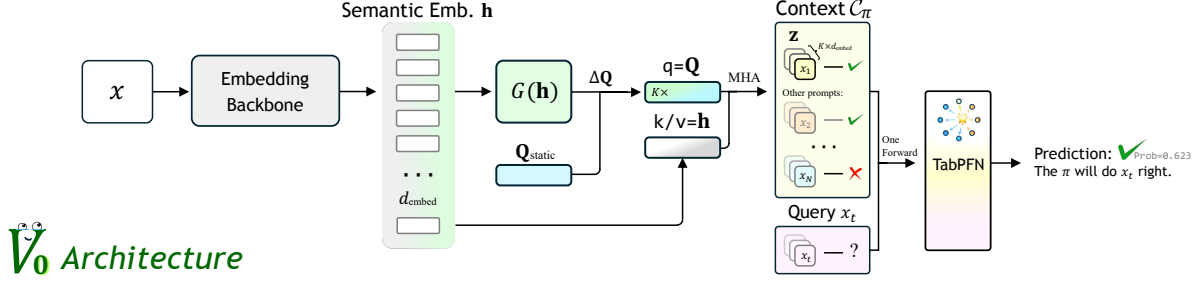 Semantic Emb. h
Context 𝒞π
x
Embedding
Backbone
...
d_embed
G(h)
ΔQ
Q_static
q=Q
K×
k/v=h
MHA
z
K×d_embed
x₁ — ✓
Other prompts:
x₂ — ✓
...
x_N — ✗
Query x_t
x_t — ?
One
Forward
TabPFN
Prediction: ✓ Prob=0.623
The π will do x_t right.
V₀ Architecture